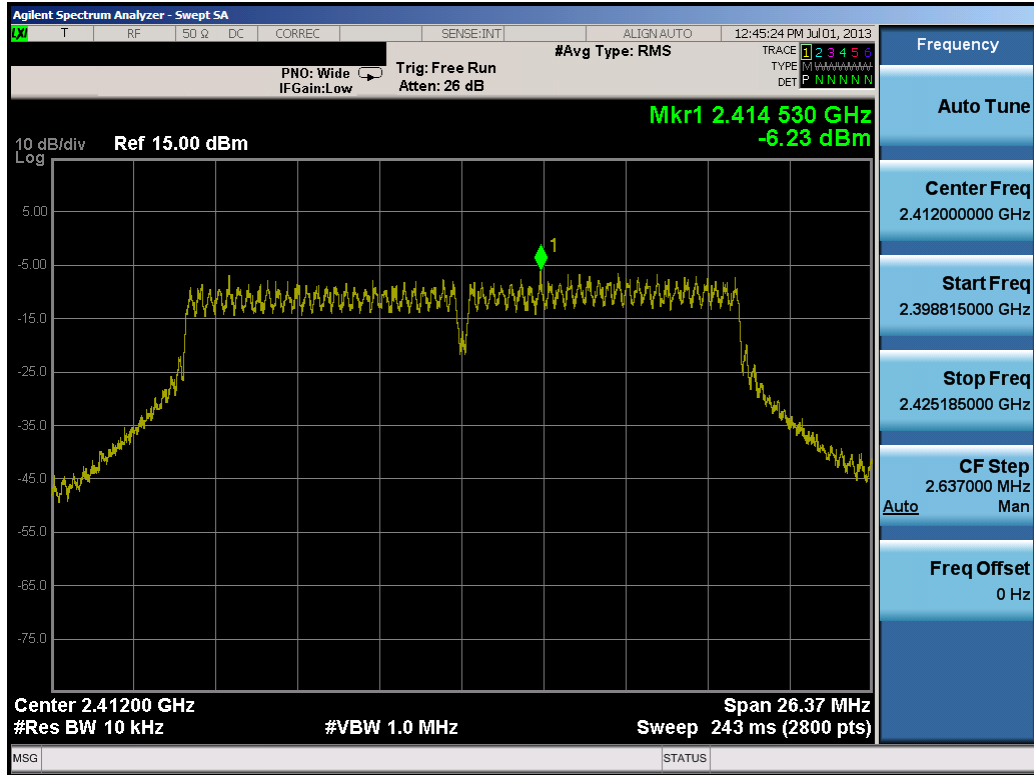 Agilent Spectrum Analyzer - Swept SA
LXI T RF 50 Ω DC CORREC SENSE:INT ALIGN AUTO 12:45:24 PM Jul 01, 2013
#Avg Type: RMS
TRACE 1 2 3 4 5 6
PNO: Wide Trig: Free Run
TYPE M WWWWW
IFGain:Low Atten: 26 dB
DET P N N N N N
Mkr1 2.414 530 GHz
-6.23 dBm
10 dB/div Ref 15.00 dBm
Log
1
5.00
-5.00
-15.0
-25.0
-35.0
-45.0
-55.0
-65.0
-75.0
Center 2.41200 GHz Span 26.37 MHz
#Res BW 10 kHz #VBW 1.0 MHz Sweep 243 ms (2800 pts)
MSG STATUS
Frequency
Auto Tune
Center Freq
2.412000000 GHz
Start Freq
2.398815000 GHz
Stop Freq
2.425185000 GHz
CF Step
2.637000 MHz
Auto Man
Freq Offset
0 Hz